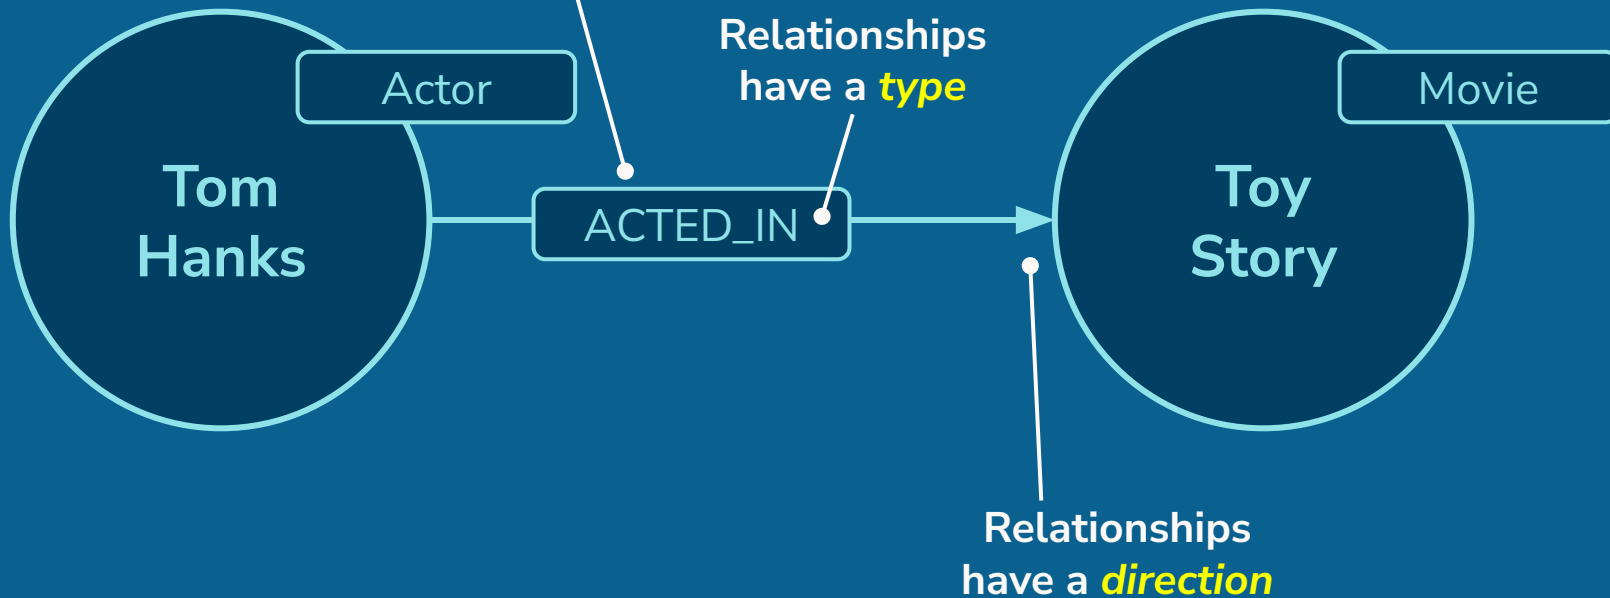 Relationships
have a type
Actor
Movie
Tom
Hanks
ACTED_IN
Toy
Story
Relationships
have a direction